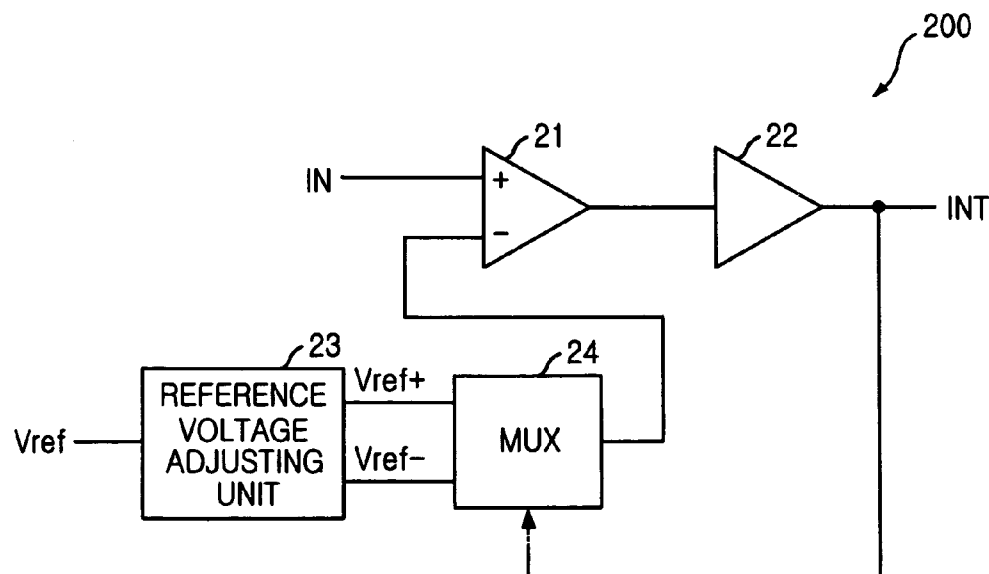 200
21
22
IN
+
−
INT
23
24
REFERENCE
VOLTAGE
ADJUSTING
UNIT
Vref
Vref+
Vref−
MUX